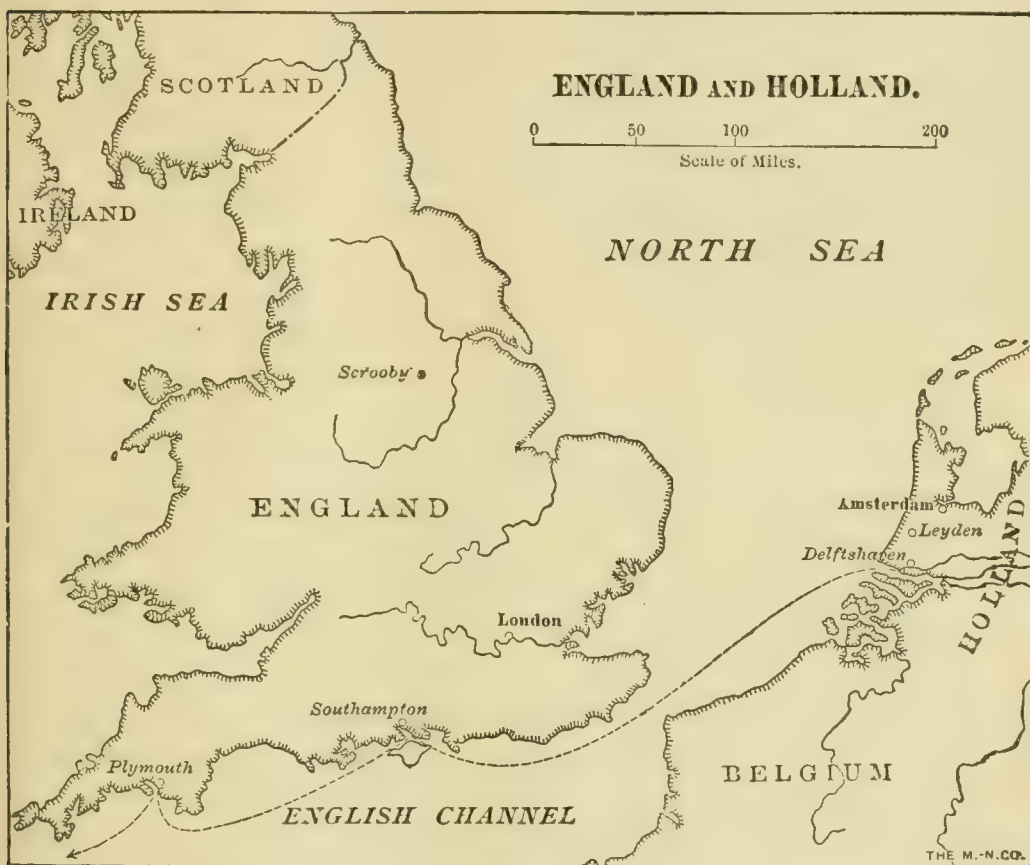 SCOTLAND
ENGLAND AND HOLLAND.
0 50 100 200
Scale of Miles.
IRELAND
NORTH SEA
IRISH SEA
Scrooby
ENGLAND
Amsterdam
Leyden
Delftshaven
HOLLAND
London
Southampton
Plymouth
BELGIUM
ENGLISH CHANNEL
THE M.-N.CO.